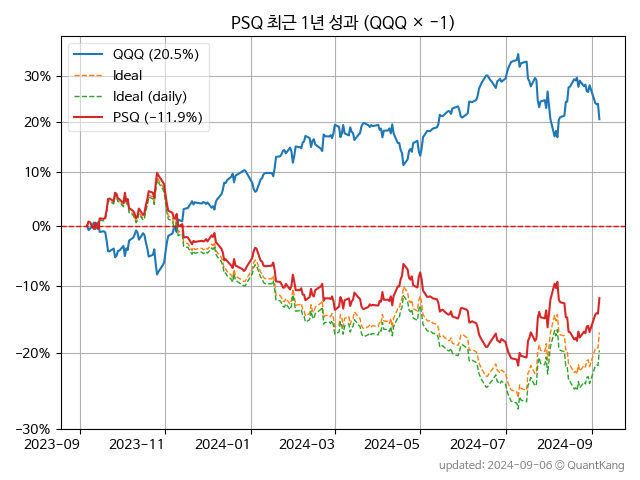 PSQ 최근 1년 성과 (QQQ × −1)
QQQ (20.5%)
Ideal
Ideal (daily)
PSQ (−11.9%)
30%
20%
10%
0%
−10%
−20%
−30%
2023-09
2023-11
2024-01
2024-03
2024-05
2024-07
2024-09
updated: 2024-09-06 © QuantKang